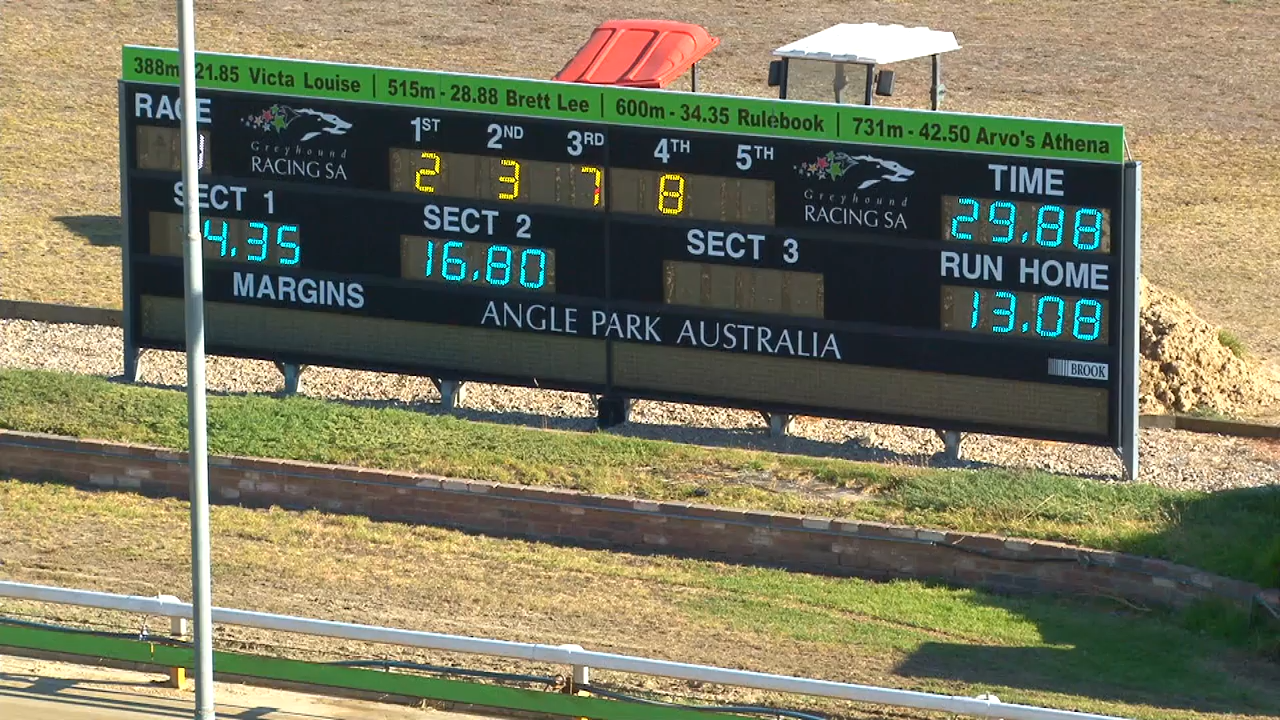 388m 21.85 Victa Louise | 515m - 28.88 Brett Lee | 600m - 34.35 Rulebook | 731m - 42.50 Arvo's Athena
RACE
Greyhound
RACING SA
1ST 2ND 3RD 4TH 5TH
2 3 7 8
Greyhound
RACING SA
TIME
29.88
SECT 1
4.35
SECT 2
16.80
SECT 3
RUN HOME
13.08
MARGINS
ANGLE PARK AUSTRALIA
BROOK